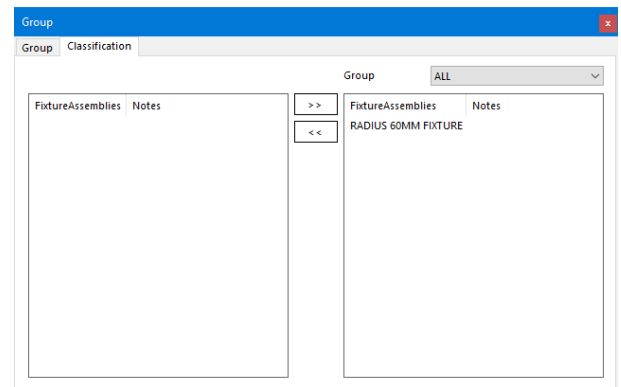 Group
x
Group Classification
Group ALL
FixtureAssemblies Notes >> FixtureAssemblies Notes
RADIUS 60MM FIXTURE
<<